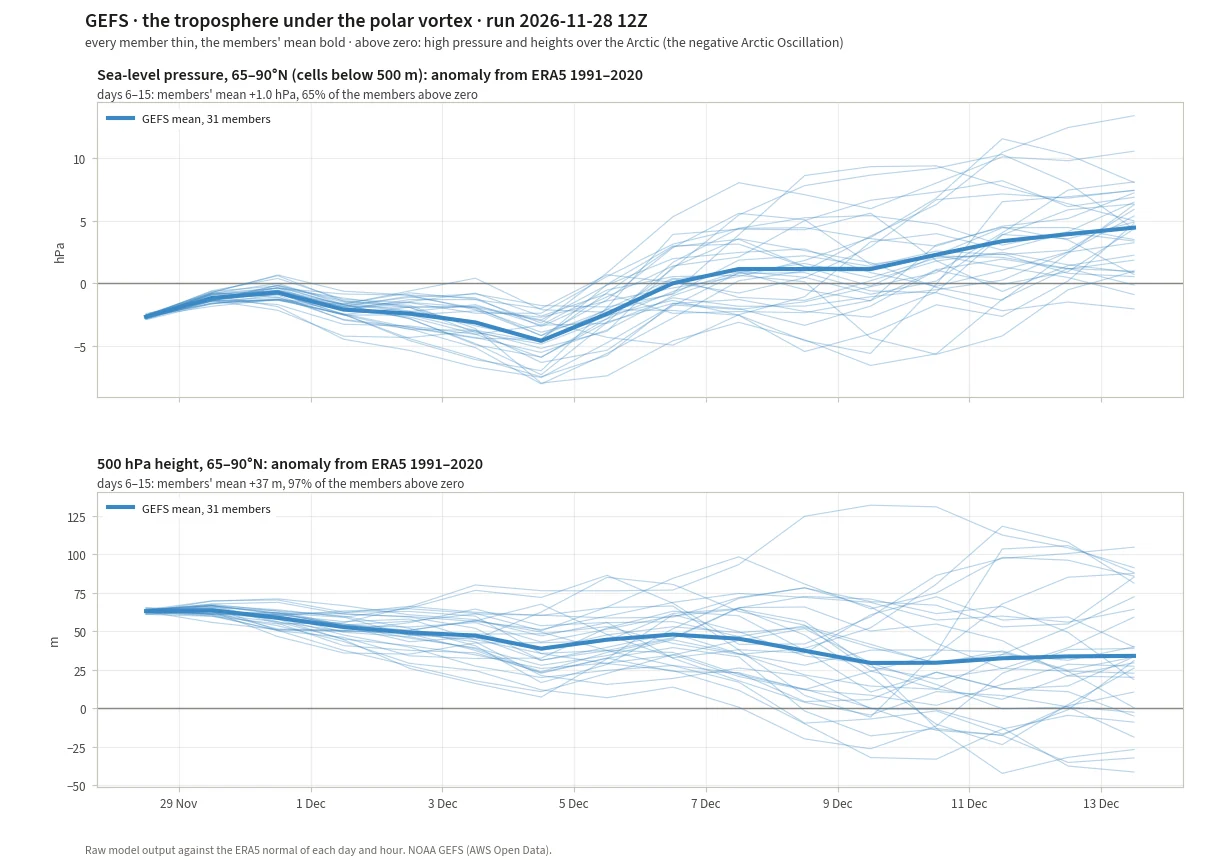 GEFS · the troposphere under the polar vortex · run 2026-11-28 12Z
every member thin, the members' mean bold · above zero: high pressure and heights over the Arctic (the negative Arctic Oscillation)
Sea-level pressure, 65–90°N (cells below 500 m): anomaly from ERA5 1991–2020
days 6–15: members' mean +1.0 hPa, 65% of the members above zero
GEFS mean, 31 members
10
5
0
−5
hPa
500 hPa height, 65–90°N: anomaly from ERA5 1991–2020
days 6–15: members' mean +37 m, 97% of the members above zero
GEFS mean, 31 members
125
100
75
50
25
0
−25
−50
m
29 Nov 1 Dec 3 Dec 5 Dec 7 Dec 9 Dec 11 Dec 13 Dec
Raw model output against the ERA5 normal of each day and hour. NOAA GEFS (AWS Open Data).